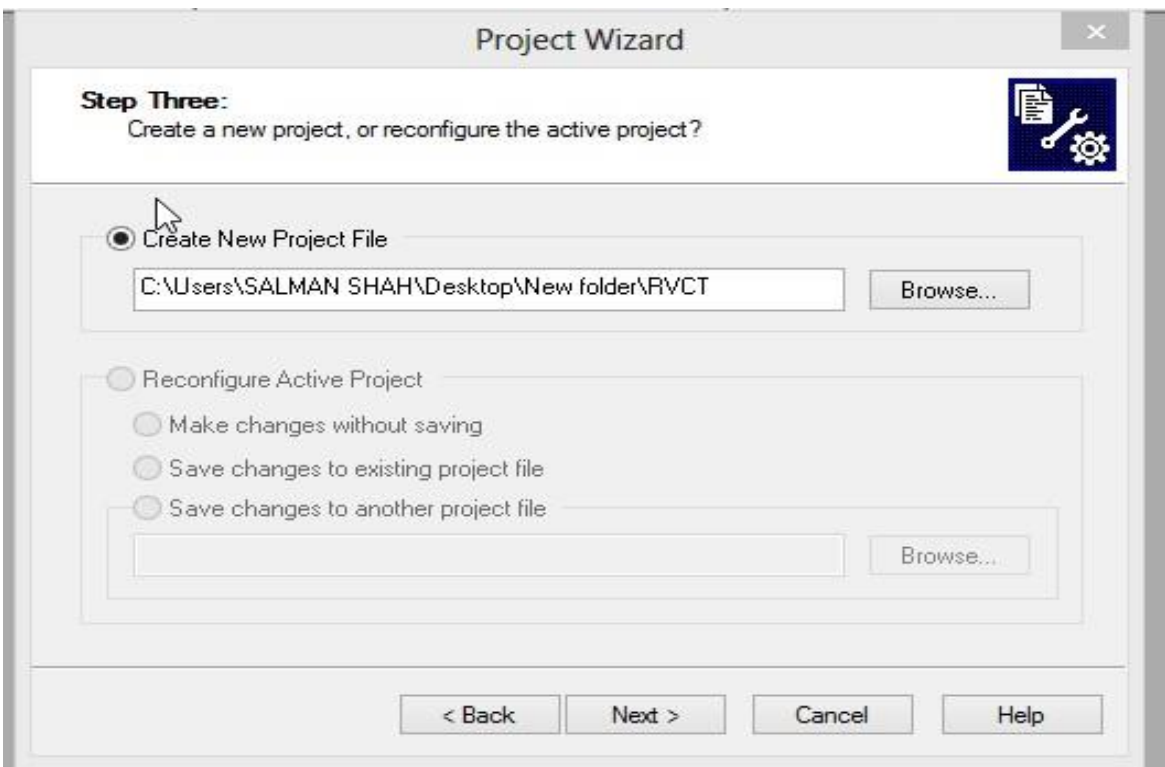 Project Wizard
Step Three:
Create a new project, or reconfigure the active project?
Create New Project File
C:\Users\SALMAN SHAH\Desktop\New folder\RVCT
Browse...
Reconfigure Active Project
Make changes without saving
Save changes to existing project file
Save changes to another project file
Browse...
< Back
Next >
Cancel
Help